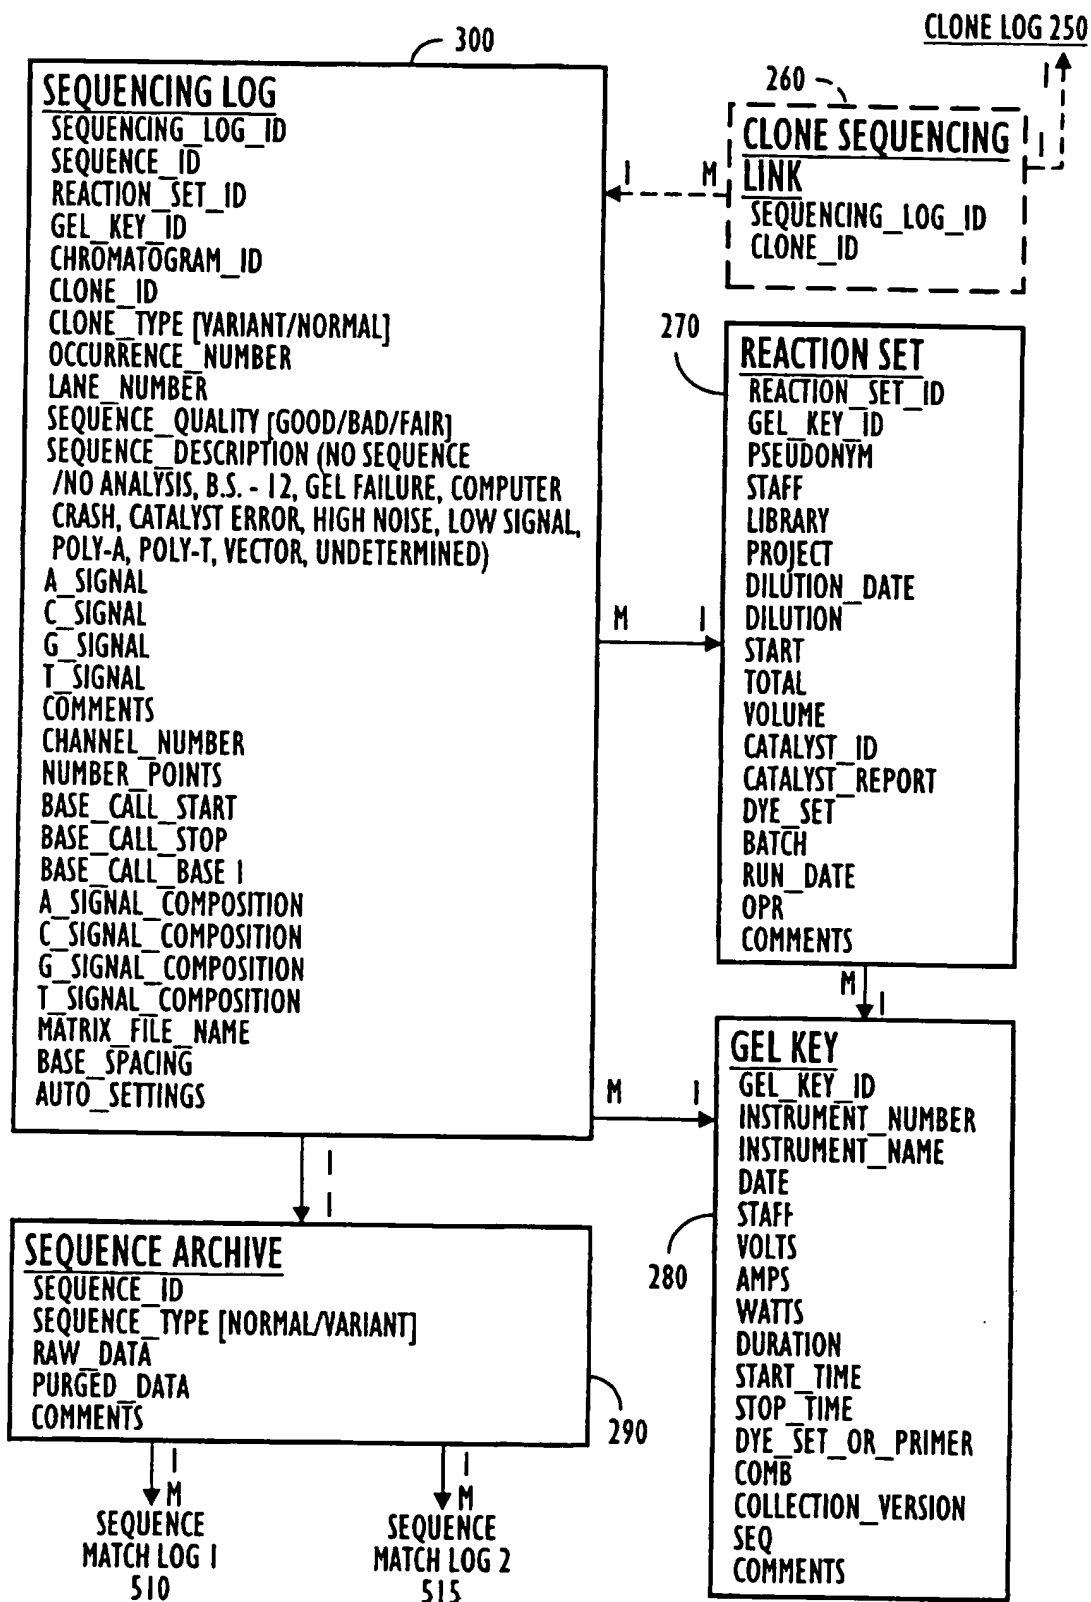 CLONE LOG 250
300
SEQUENCING LOG
SEQUENCING_LOG_ID
SEQUENCE_ID
REACTION_SET_ID
GEL_KEY_ID
CHROMATOGRAM_ID
CLONE_ID
CLONE_TYPE [VARIANT/NORMAL]
OCCURRENCE_NUMBER
LANE_NUMBER
SEQUENCE_QUALITY [GOOD/BAD/FAIR]
SEQUENCE_DESCRIPTION (NO SEQUENCE
/NO ANALYSIS, B.S. - 12, GEL FAILURE, COMPUTER
CRASH, CATALYST ERROR, HIGH NOISE, LOW SIGNAL,
POLY-A, POLY-T, VECTOR, UNDETERMINED)
A_SIGNAL
C_SIGNAL
G_SIGNAL
T_SIGNAL
COMMENTS
CHANNEL_NUMBER
NUMBER_POINTS
BASE_CALL_START
BASE_CALL_STOP
BASE_CALL_BASE 1
A_SIGNAL_COMPOSITION
C_SIGNAL_COMPOSITION
G_SIGNAL_COMPOSITION
T_SIGNAL_COMPOSITION
MATRIX_FILE_NAME
BASE_SPACING
AUTO_SETTINGS
260
1
CLONE SEQUENCING
1
LINK
SEQUENCING_LOG_ID
CLONE_ID
1 M
270
REACTION SET
REACTION_SET_ID
GEL_KEY_ID
PSEUDONYM
STAFF
LIBRARY
PROJECT
DILUTION_DATE
DILUTION
START
TOTAL
VOLUME
CATALYST_ID
CATALYST_REPORT
DYE_SET
BATCH
RUN_DATE
OPR
COMMENTS
M 1
M
1
GEL KEY
GEL_KEY_ID
INSTRUMENT_NUMBER
INSTRUMENT_NAME
DATE
STAFF
VOLTS
AMPS
WATTS
DURATION
START_TIME
STOP_TIME
DYE_SET_OR_PRIMER
COMB
COLLECTION_VERSION
SEQ
COMMENTS
M 1
280
1
1
SEQUENCE ARCHIVE
SEQUENCE_ID
SEQUENCE_TYPE [NORMAL/VARIANT]
RAW_DATA
PURGED_DATA
COMMENTS
290
1
M
SEQUENCE
MATCH LOG 1
510
1
M
SEQUENCE
MATCH LOG 2
515